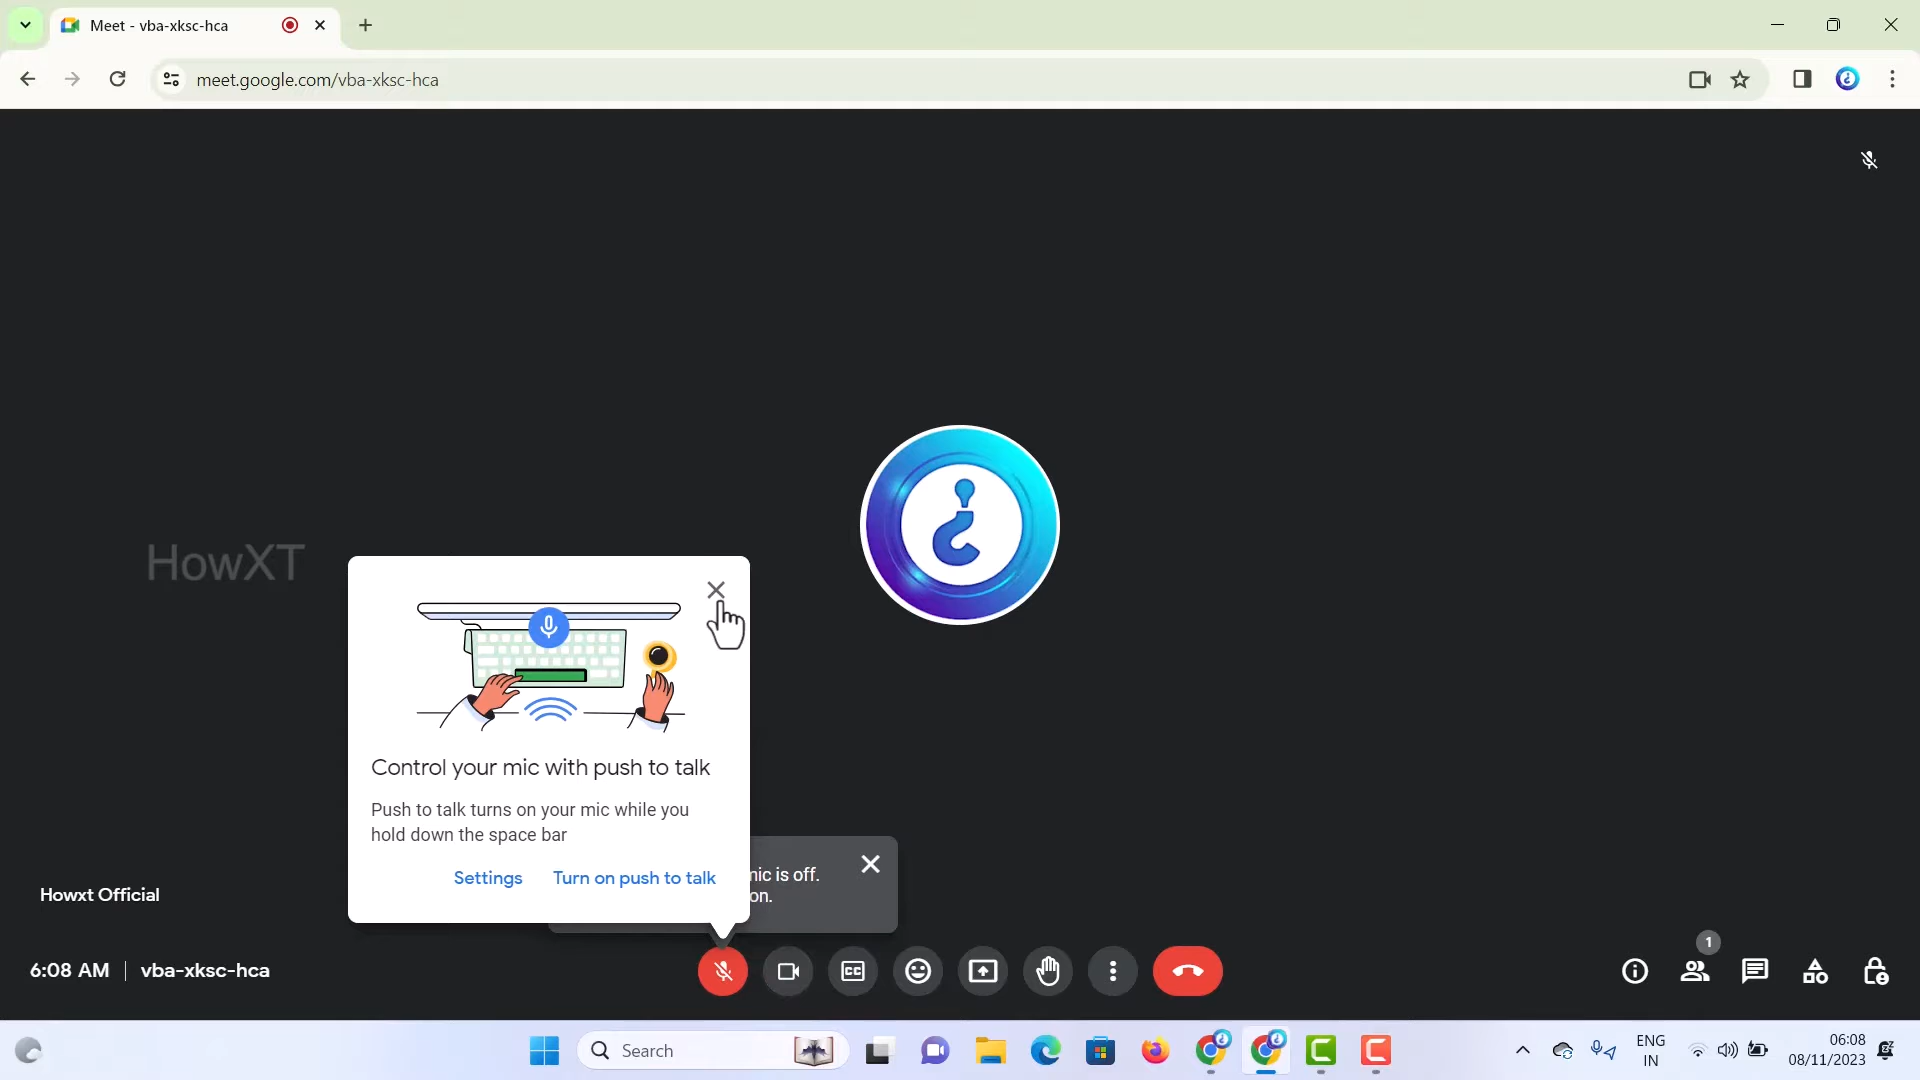 Meet - vba-xksc-hca
meet.google.com/vba-xksc-hca
HowXT
Control your mic with push to talk
Push to talk turns on your mic while you
hold down the space bar
Settings
Turn on push to talk
mic is off.
on.
Howxt Official
6:08 AM
vba-xksc-hca
CC
1
Search
ENG
IN
06:08
08/11/2023